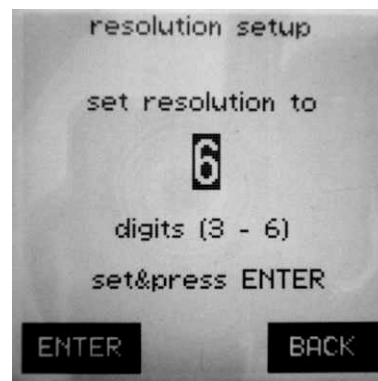 resolution setup
set resolution to
6
digits (3 - 6)
set&press ENTER
ENTER BACK